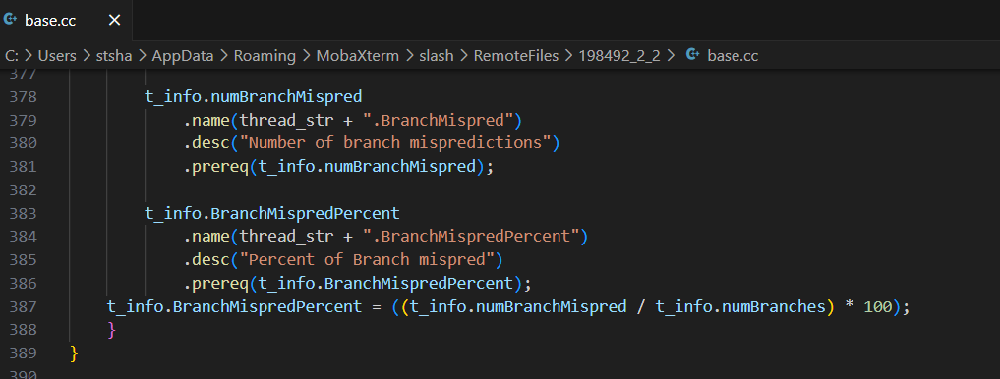 base.cc
C: > Users > stsha > AppData > Roaming > MobaXterm > slash > RemoteFiles > 198492_2_2 > base.cc
377
378 t_info.numBranchMispred
379 .name(thread_str + ".BranchMispred")
380 .desc("Number of branch mispredictions")
381 .prereq(t_info.numBranchMispred);
382
383 t_info.BranchMispredPercent
384 .name(thread_str + ".BranchMispredPercent")
385 .desc("Percent of Branch mispred")
386 .prereq(t_info.BranchMispredPercent);
387 t_info.BranchMispredPercent = ((t_info.numBranchMispred / t_info.numBranches) * 100);
388 }
389 }
390